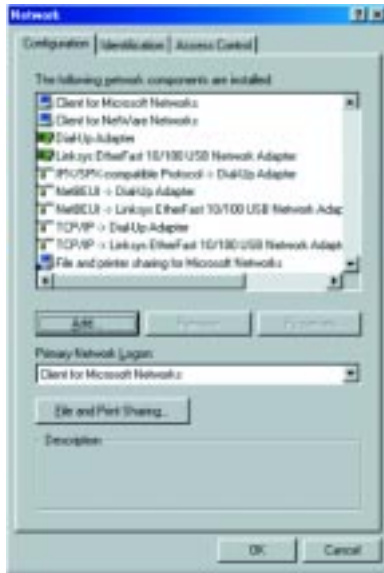 Network
Configuration Identification Access Control
The following network components are installed:
Client for Microsoft Networks
Client for NetWare Networks
Dial-Up Adapter
Linksys EtherFast 10/100 USB Network Adapter
IPX/SPX-compatible Protocol -> Dial-Up Adapter
NetBEUI -> Dial-Up Adapter
NetBEUI -> Linksys EtherFast 10/100 USB Network Adap
TCP/IP -> Dial-Up Adapter
TCP/IP -> Linksys EtherFast 10/100 USB Network Adapt
File and printer sharing for Microsoft Networks
Add... Remove Properties
Primary Network Logon:
Client for Microsoft Networks
File and Print Sharing...
Description
OK Cancel